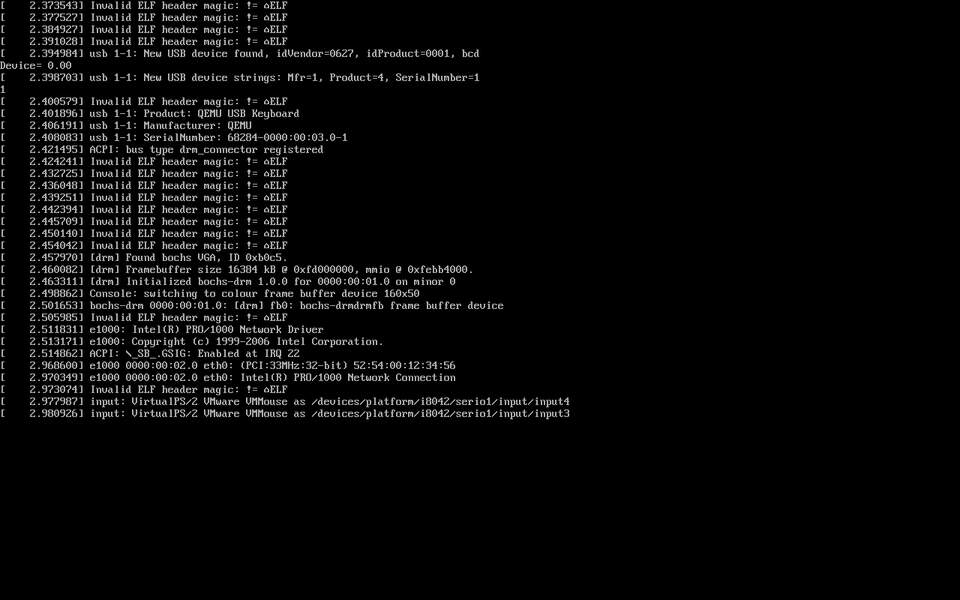 [    2.373543] Invalid ELF header magic: != ⌂ELF
[    2.377527] Invalid ELF header magic: != ⌂ELF
[    2.384927] Invalid ELF header magic: != ⌂ELF
[    2.391028] Invalid ELF header magic: != ⌂ELF
[    2.394984] usb 1-1: New USB device found, idVendor=0627, idProduct=0001, bcd
Device= 0.00
[    2.398703] usb 1-1: New USB device strings: Mfr=1, Product=4, SerialNumber=1
1
[    2.400579] Invalid ELF header magic: != ⌂ELF
[    2.401896] usb 1-1: Product: QEMU USB Keyboard
[    2.406191] usb 1-1: Manufacturer: QEMU
[    2.408083] usb 1-1: SerialNumber: 68284-0000:00:03.0-1
[    2.421495] ACPI: bus type drm_connector registered
[    2.424241] Invalid ELF header magic: != ⌂ELF
[    2.432725] Invalid ELF header magic: != ⌂ELF
[    2.436048] Invalid ELF header magic: != ⌂ELF
[    2.439251] Invalid ELF header magic: != ⌂ELF
[    2.442394] Invalid ELF header magic: != ⌂ELF
[    2.445709] Invalid ELF header magic: != ⌂ELF
[    2.450140] Invalid ELF header magic: != ⌂ELF
[    2.454042] Invalid ELF header magic: != ⌂ELF
[    2.457970] [drm] Found bochs VGA, ID 0xb0c5.
[    2.460082] [drm] Framebuffer size 16384 kB @ 0xfd000000, mmio @ 0xfebb4000.
[    2.463311] [drm] Initialized bochs-drm 1.0.0 for 0000:00:01.0 on minor 0
[    2.498862] Console: switching to colour frame buffer device 160x50
[    2.501653] bochs-drm 0000:00:01.0: [drm] fb0: bochs-drmdrmfb frame buffer device
[    2.505985] Invalid ELF header magic: != ⌂ELF
[    2.511831] e1000: Intel(R) PRO/1000 Network Driver
[    2.513171] e1000: Copyright (c) 1999-2006 Intel Corporation.
[    2.514862] ACPI: \_SB_.GSIG: Enabled at IRQ 22
[    2.968600] e1000 0000:00:02.0 eth0: (PCI:33MHz:32-bit) 52:54:00:12:34:56
[    2.970349] e1000 0000:00:02.0 eth0: Intel(R) PRO/1000 Network Connection
[    2.973074] Invalid ELF header magic: != ⌂ELF
[    2.977987] input: VirtualPS/2 VMware VMMouse as /devices/platform/i8042/serio1/input/input4
[    2.980926] input: VirtualPS/2 VMware VMMouse as /devices/platform/i8042/serio1/input/input3